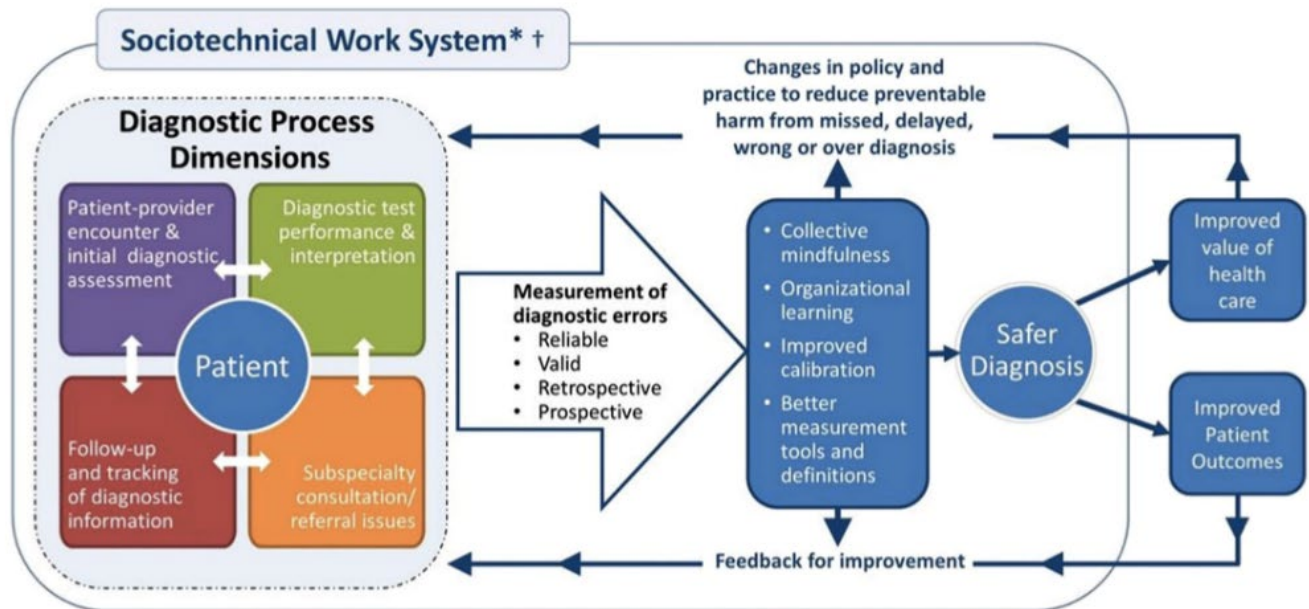 Sociotechnical Work System* †
Diagnostic Process
Dimensions
Patient-provider
encounter &
initial diagnostic
assessment
Diagnostic test
performance &
interpretation
Patient
Follow-up
and tracking
of diagnostic
information
Subspecialty
consultation/
referral issues
Measurement of
diagnostic errors
• Reliable
• Valid
• Retrospective
• Prospective
Changes in policy and
practice to reduce preventable
harm from missed, delayed,
wrong or over diagnosis
• Collective
mindfulness
• Organizational
learning
• Improved
calibration
• Better
measurement
tools and
definitions
Feedback for improvement
Safer
Diagnosis
Improved
value of
health
care
Improved
Patient
Outcomes